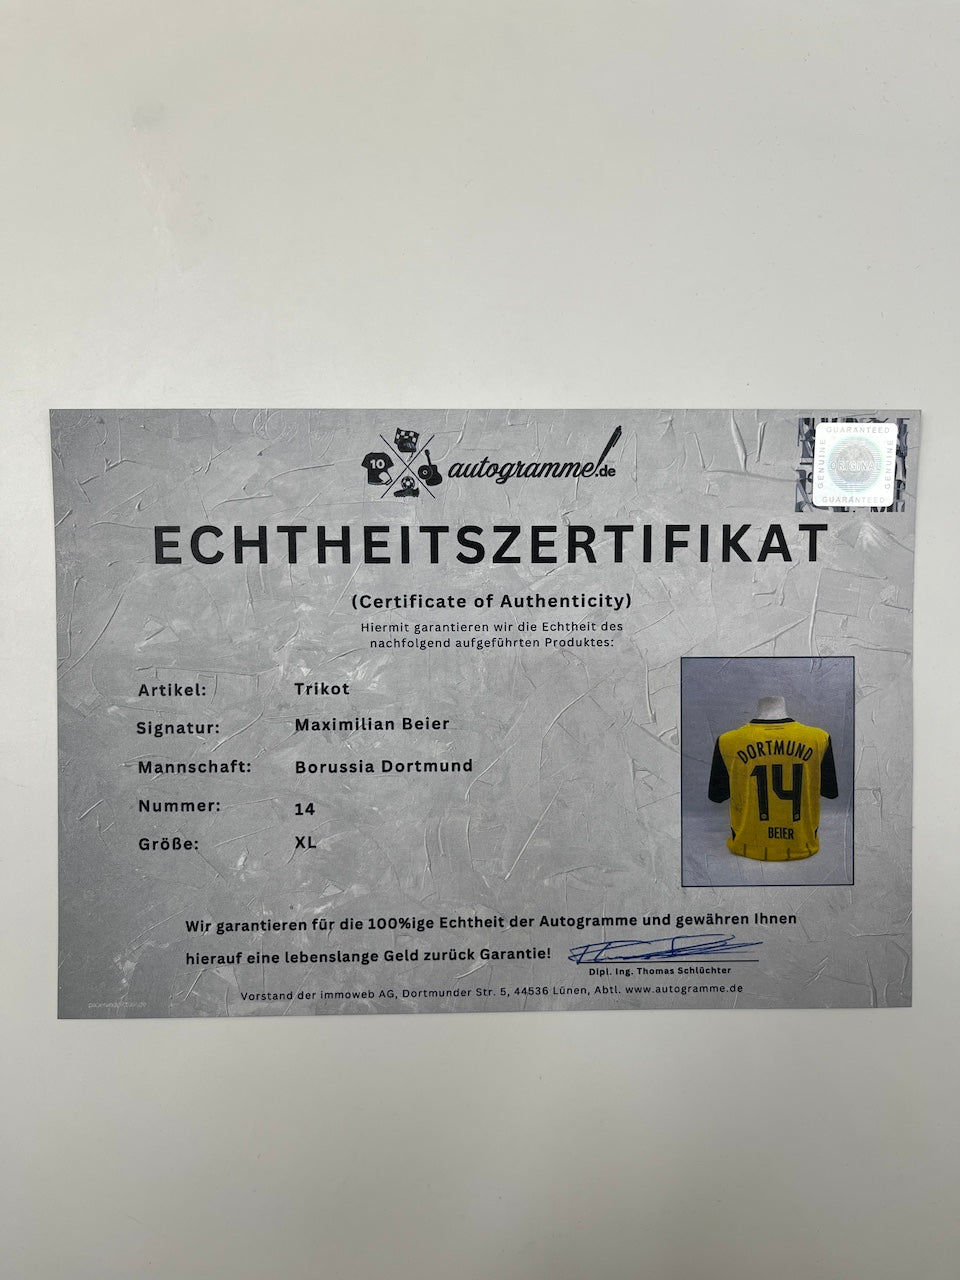 10
autogramme!.de
GUARANTEED
GENUINE
ORIGINAL
GENUINE
GUARANTEED
ECHTHEITSZERTIFIKAT
(Certificate of Authenticity)
Hiermit garantieren wir die Echtheit des
nachfolgend aufgeführten Produktes:
Artikel: Trikot
Signatur: Maximilian Beier
Mannschaft: Borussia Dortmund
Nummer: 14
Größe: XL
DORTMUND
14
BEIER
Wir garantieren für die 100%ige Echtheit der Autogramme und gewähren Ihnen
hierauf eine lebenslange Geld zurück Garantie!
Dipl. Ing. Thomas Schlüchter
Vorstand der immoweb AG, Dortmunder Str. 5, 44536 Lünen, Abtl. www.autogramme.de